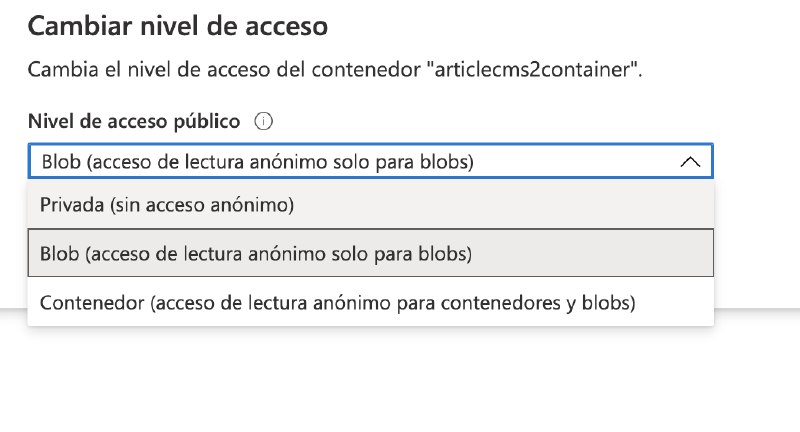 Cambiar nivel de acceso
Cambia el nivel de acceso del contenedor "articlecms2container".
Nivel de acceso público
Blob (acceso de lectura anónimo solo para blobs)
Privada (sin acceso anónimo)
Blob (acceso de lectura anónimo solo para blobs)
Contenedor (acceso de lectura anónimo para contenedores y blobs)